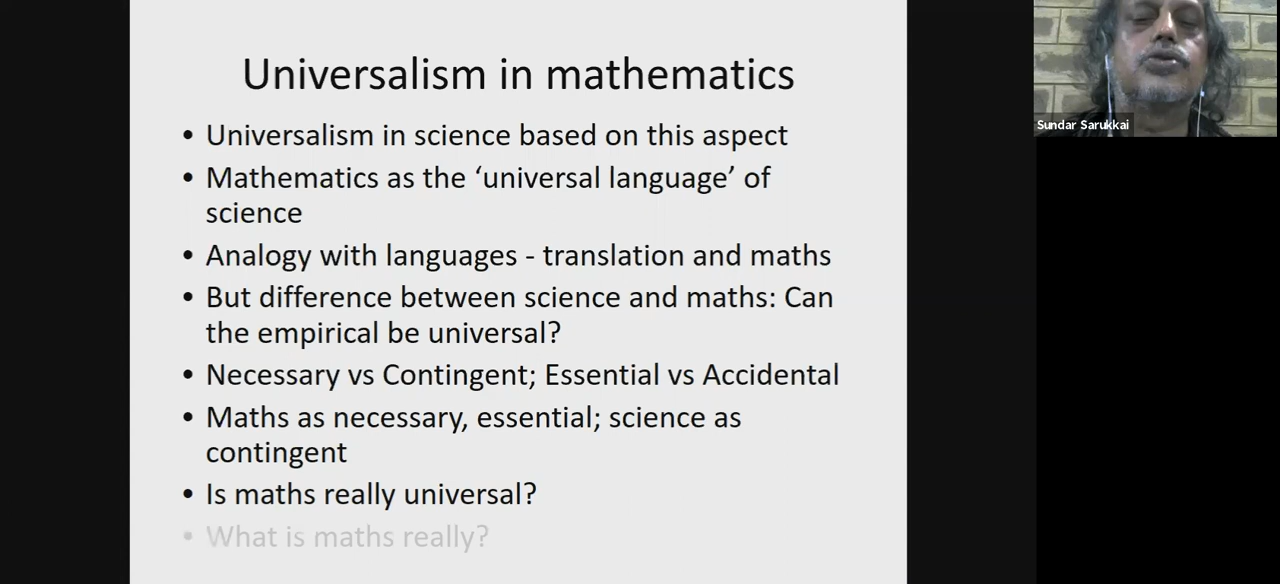 Universalism in mathematics
• Universalism in science based on this aspect
• Mathematics as the ‘universal language’ of
science
• Analogy with languages - translation and maths
• But difference between science and maths: Can
the empirical be universal?
• Necessary vs Contingent; Essential vs Accidental
• Maths as necessary, essential; science as
contingent
• Is maths really universal?
• What is maths really?
Sundar Sarukkai